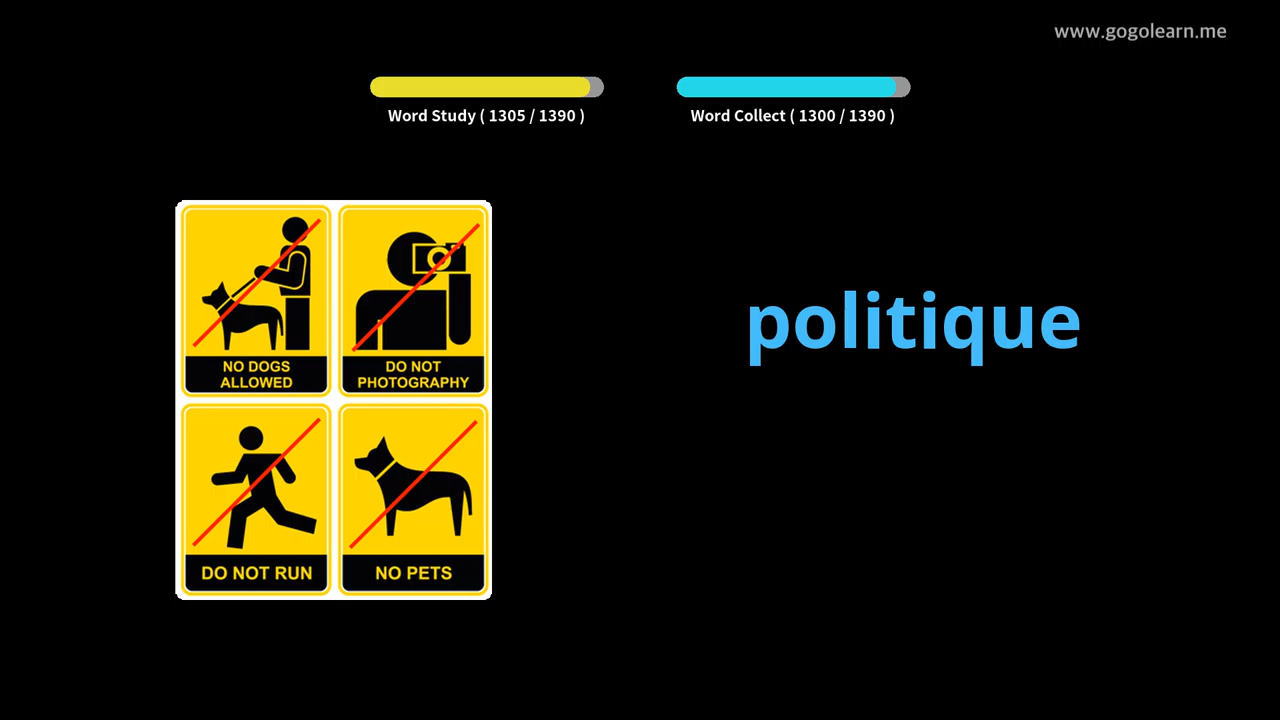 www.gogolearn.me
Word Study ( 1305 / 1390 )
Word Collect ( 1300 / 1390 )
NO DOGS
ALLOWED
DO NOT
PHOTOGRAPHY
politique
DO NOT RUN
NO PETS